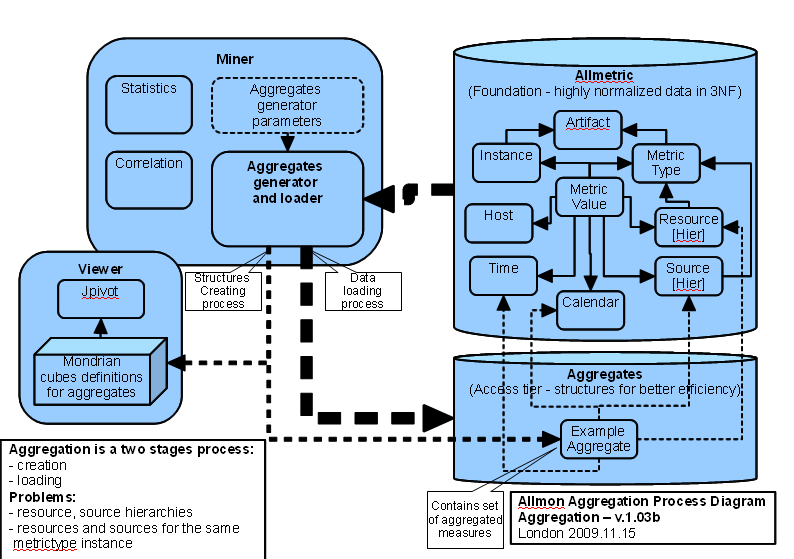 Miner
Statistics
Aggregates
generator
parameters
Correlation
Aggregates
generator
and loader
Allmetric
(Foundation - highly normalized data in 3NF)
Artifact
Instance
Metric
Type
Metric
Value
Host
Resource
[Hier]
Time
Source
[Hier]
Calendar
Structures
Creating
process
Data
loading
process
Viewer
Jpivot
Mondrian
cubes definitions
for aggregates
Aggregates
(Access tier - structures for better efficiency)
Example
Aggregate
Contains set
of aggregated
measures
Aggregation is a two stages process:
- creation
- loading
Problems:
- resource, source hierarchies
- resources and sources for the same
metrictype instance
Allmon Aggregation Process Diagram
Aggregation – v.1.03b
London 2009.11.15